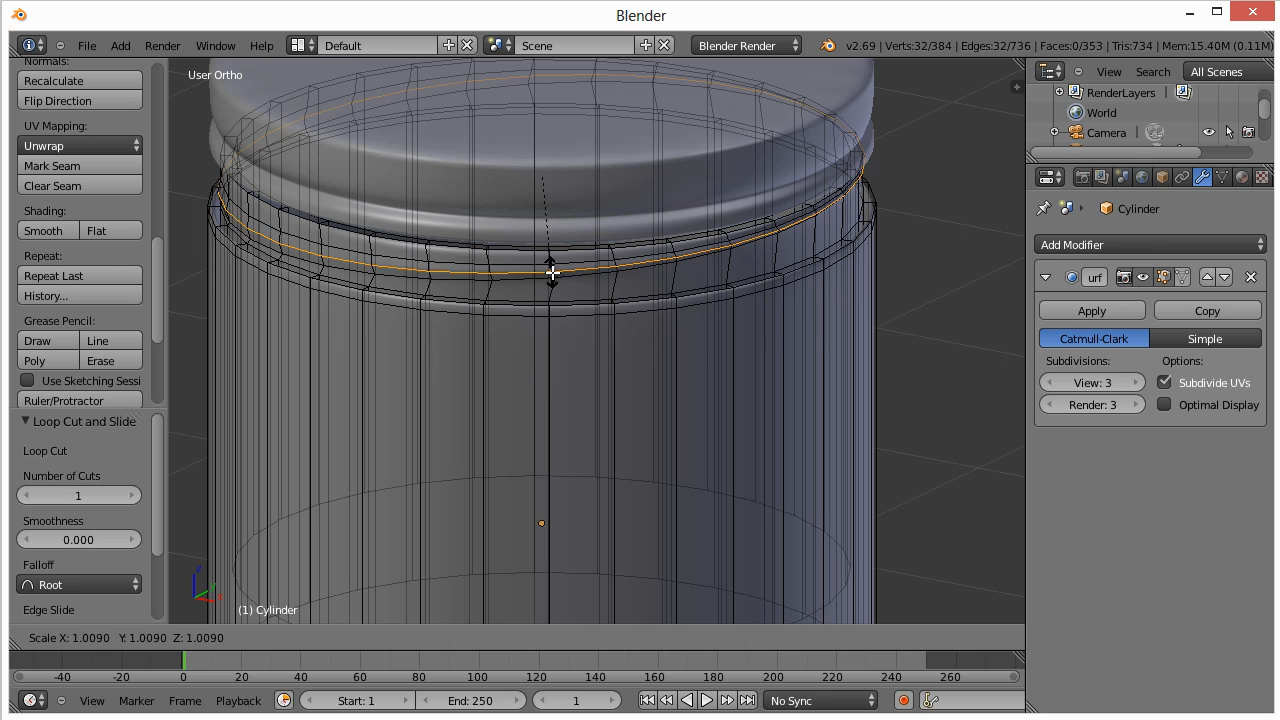 Blender
File Add Render Window Help Default Scene Blender Render v2.69 | Verts:32/384 | Edges:32/736 | Faces:0/353 | Tris:734 | Mem:15.40M (0.11M)
Normals:
Recalculate
Flip Direction
UV Mapping:
Unwrap
Mark Seam
Clear Seam
Shading:
Smooth Flat
Repeat:
Repeat Last
History...
Grease Pencil:
Draw Line
Poly Erase
Use Sketching Sessi
Ruler/Protractor
Loop Cut and Slide
Loop Cut
Number of Cuts
1
Smoothness
0.000
Falloff
Root
Edge Slide
User Ortho
(1) Cylinder
Scale X: 1.0090 Y: 1.0090 Z: 1.0090
View Search All Scenes
RenderLayers
World
Camera
Cylinder
Add Modifier
urf
Apply Copy
Catmull-Clark Simple
Subdivisions: Options:
View: 3 Subdivide UVs
Render: 3 Optimal Display
-40 -20 0 20 40 60 80 100 120 140 160 180 200 220 240 260
View Marker Frame Playback Start: 1 End: 250 1 No Sync